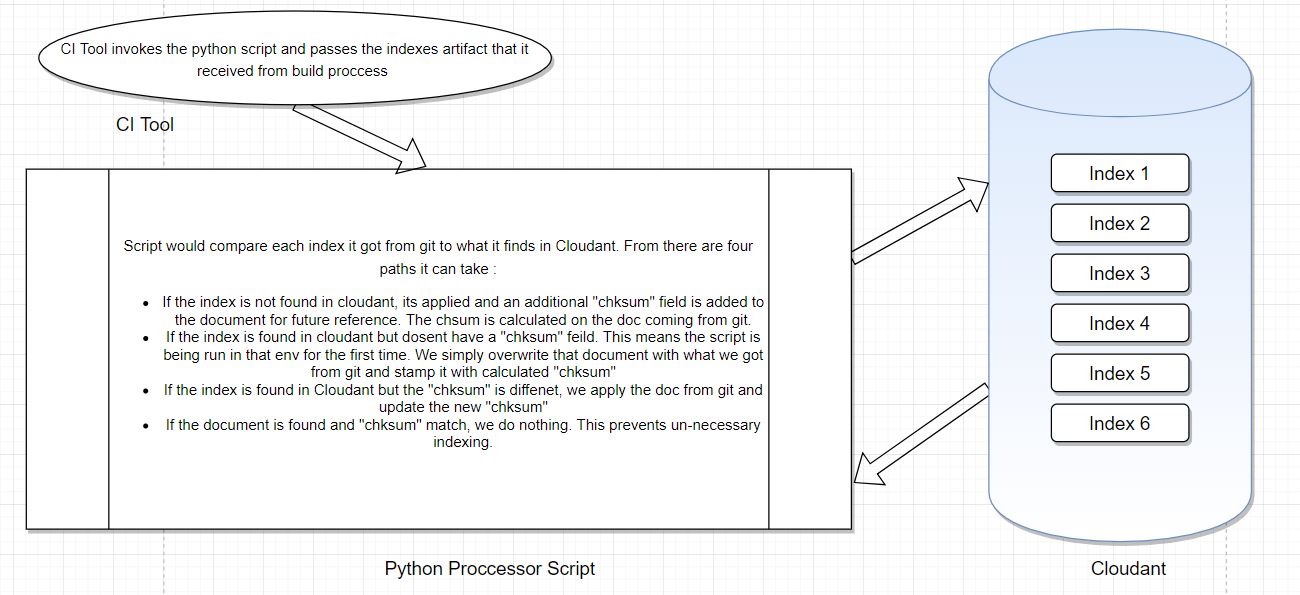 CI Tool invokes the python script and passes the indexes artifact that it
received from build proccess
CI Tool
Script would compare each index it got from git to what it finds in Cloudant. From there are four
paths it can take :
• If the index is not found in cloudant, its applied and an additional "chksum" field is added to
the document for future reference. The chsum is calculated on the doc coming from git.
• If the index is found in cloudant but dosent have a "chksum" feild. This means the script is
being run in that env for the first time. We simply overwrite that document with what we got
from git and stamp it with calculated "chksum"
• If the index is found in Cloudant but the "chksum" is diffenet, we apply the doc from git and
update the new "chksum"
• If the document is found and "chksum" match, we do nothing. This prevents un-necessary
indexing.
Python Proccessor Script
Index 1
Index 2
Index 3
Index 4
Index 5
Index 6
Cloudant